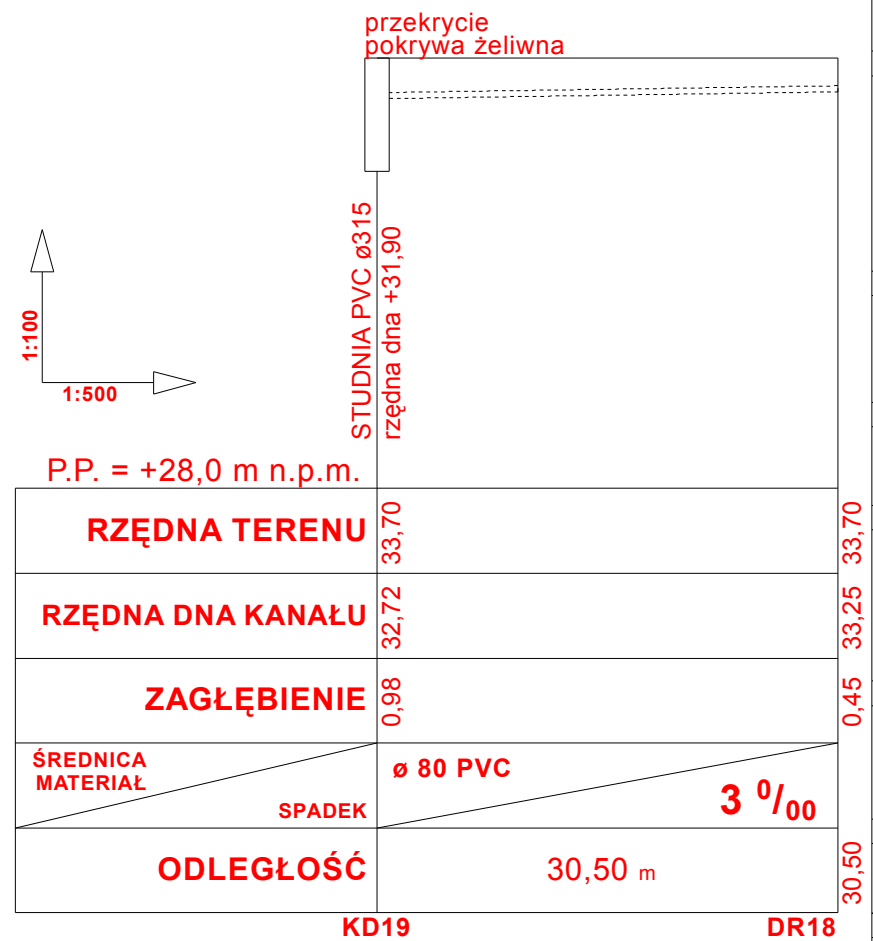 przekrycie
pokrywa żeliwna
STUDNIA PVC ø315
rzędna dna +31,90
1:100
1:500
P.P. = +28,0 m n.p.m.
RZĘDNA TERENU 33,70 33,70
RZĘDNA DNA KANAŁU 32,72 33,25
ZAGŁĘBIENIE 0,98 0,45
ŚREDNICA
MATERIAŁ
SPADEK
ø 80 PVC
3 0/00
ODLEGŁOŚĆ 30,50 m 30,50
KD19 DR18